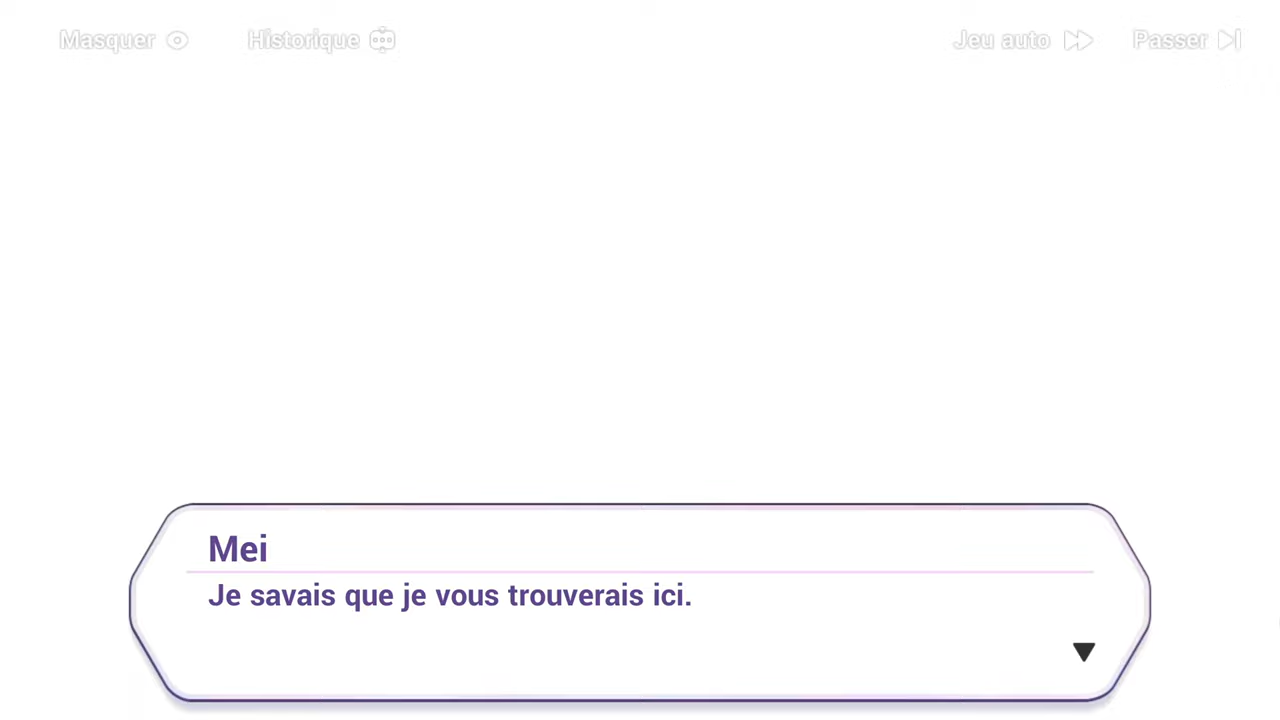 Masquer
Historique
Jeu auto
Passer
Mei
Je savais que je vous trouverais ici.